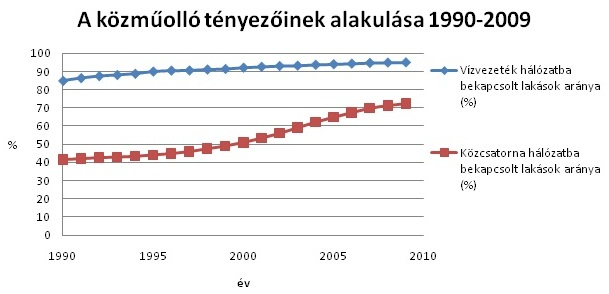 A közműolló tényezőinek alakulása 1990-2009
100
90
80
70
60
50
40
30
20
10
0
%
1990 1995 2000 2005 2010
év
Vízvezeték hálózatba
bekapcsolt lakások aránya
(%)
Közcsatorna hálózatba
bekapcsolt lakások aránya
(%)